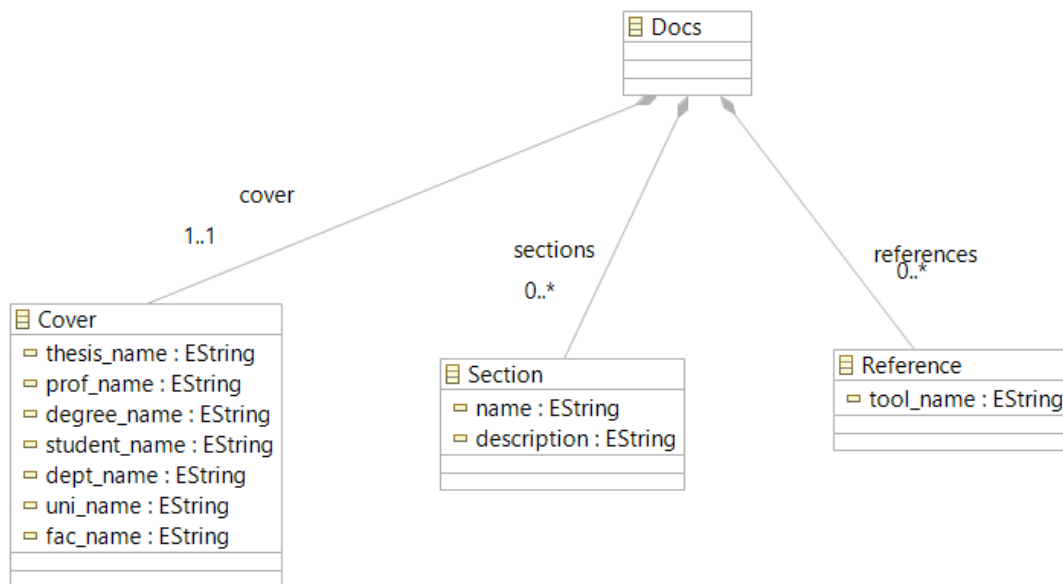 Docs
cover
1..1
sections
0..*
references
0..*
Cover
thesis_name : EString
prof_name : EString
degree_name : EString
student_name : EString
dept_name : EString
uni_name : EString
fac_name : EString
Section
name : EString
description : EString
Reference
tool_name : EString